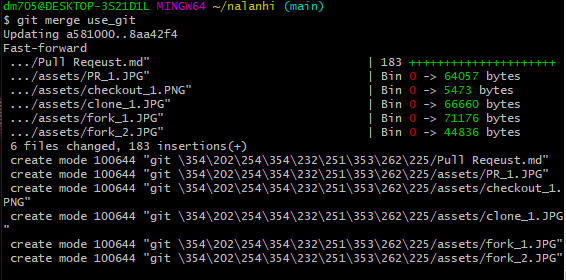 dm705@DESKTOP-3S21D1L MINGW64 ~/nalanhi (main)
$ git merge use_git
Updating a581000..8aa42f4
Fast-forward
.../Pull Reqeust.md" | 183 +++++++++++++++++++++
.../assets/PR_1.JPG" | Bin 0 -> 64057 bytes
.../assets/checkout_1.PNG" | Bin 0 -> 5473 bytes
.../assets/clone_1.JPG" | Bin 0 -> 66660 bytes
.../assets/fork_1.JPG" | Bin 0 -> 71176 bytes
.../assets/fork_2.JPG" | Bin 0 -> 44836 bytes
6 files changed, 183 insertions(+)
create mode 100644 "git \354\202\254\354\232\251\353\262\225/Pull Reqeust.md"
create mode 100644 "git \354\202\254\354\232\251\353\262\225/assets/PR_1.JPG"
create mode 100644 "git \354\202\254\354\232\251\353\262\225/assets/checkout_1.
PNG"
create mode 100644 "git \354\202\254\354\232\251\353\262\225/assets/clone_1.JPG
"
create mode 100644 "git \354\202\254\354\232\251\353\262\225/assets/fork_1.JPG"
create mode 100644 "git \354\202\254\354\232\251\353\262\225/assets/fork_2.JPG"